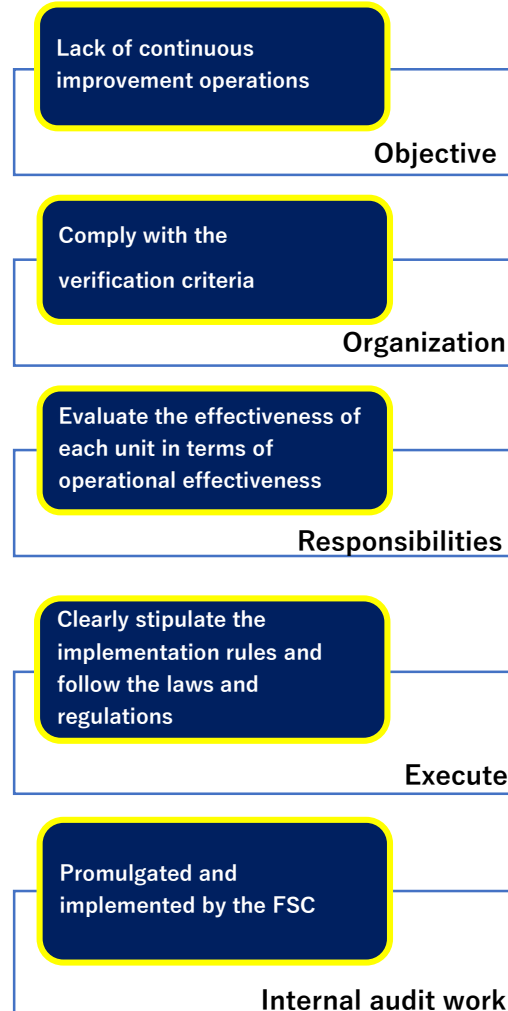 Lack of continuous
improvement operations
Objective
Comply with the
verification criteria
Organization
Evaluate the effectiveness of
each unit in terms of
operational effectiveness
Responsibilities
Clearly stipulate the
implementation rules and
follow the laws and
regulations
Execute
Promulgated and
implemented by the FSC
Internal audit work